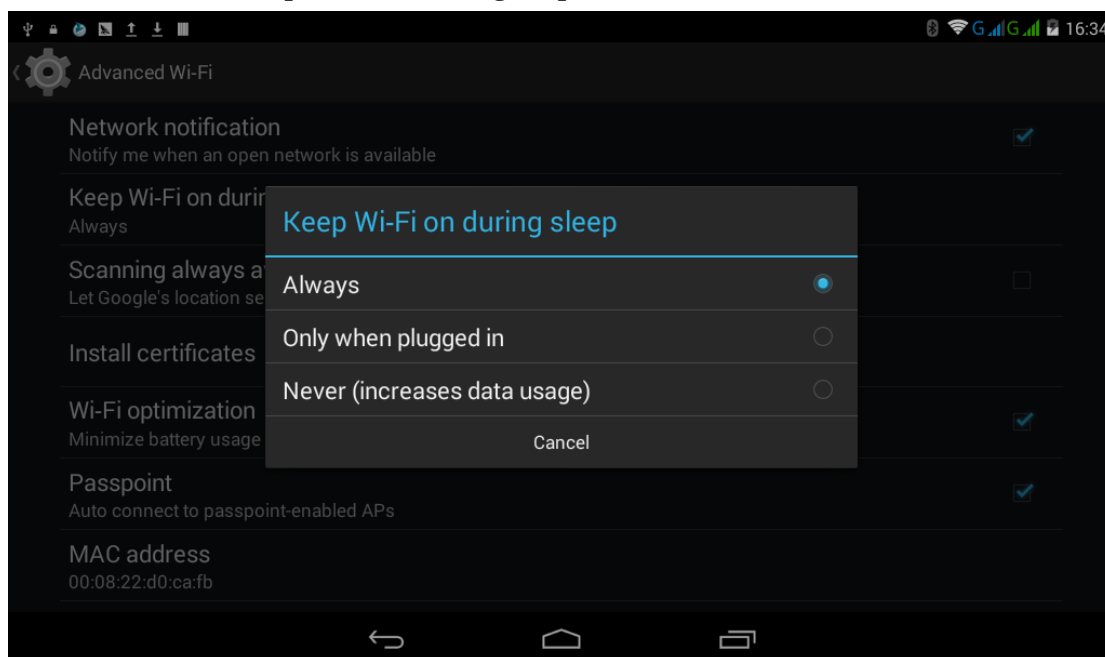 G G 16:34
Advanced Wi-Fi
Network notification
Notify me when an open network is available
Keep Wi-Fi on durin
Always
Scanning always a
Let Google's location se
Install certificates
Wi-Fi optimization
Minimize battery usage
Passpoint
Auto connect to passpoint-enabled APs
MAC address
00:08:22:d0:ca:fb
Keep Wi-Fi on during sleep
Always
Only when plugged in
Never (increases data usage)
Cancel